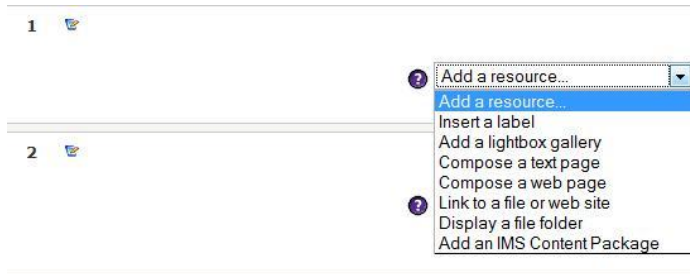 1
? Add a resource...
Add a resource...
Insert a label
Add a lightbox gallery
Compose a text page
Compose a web page
2
? Link to a file or web site
Display a file folder
Add an IMS Content Package